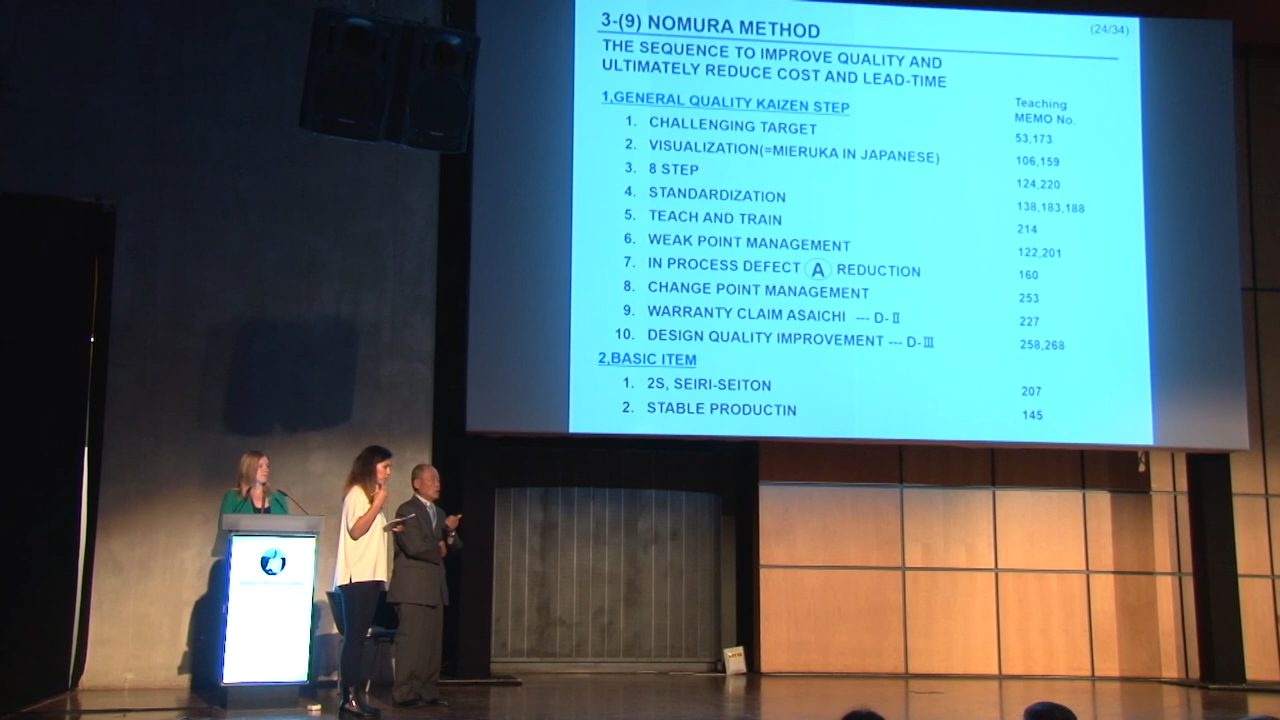 3-(9) NOMURA METHOD (24/34)
THE SEQUENCE TO IMPROVE QUALITY AND
ULTIMATELY REDUCE COST AND LEAD-TIME
1,GENERAL QUALITY KAIZEN STEP
Teaching
MEMO No.
1. CHALLENGING TARGET 53,173
2. VISUALIZATION(=MIERUKA IN JAPANESE) 106,159
3. 8 STEP 124,220
4. STANDARDIZATION 138,183,188
5. TEACH AND TRAIN 214
6. WEAK POINT MANAGEMENT 122,201
7. IN PROCESS DEFECT A REDUCTION 160
8. CHANGE POINT MANAGEMENT 253
9. WARRANTY CLAIM ASAICHI --- D-Ⅱ 227
10. DESIGN QUALITY IMPROVEMENT --- D-Ⅲ 258,268
2,BASIC ITEM
1. 2S, SEIRI-SEITON 207
2. STABLE PRODUCTIN 145